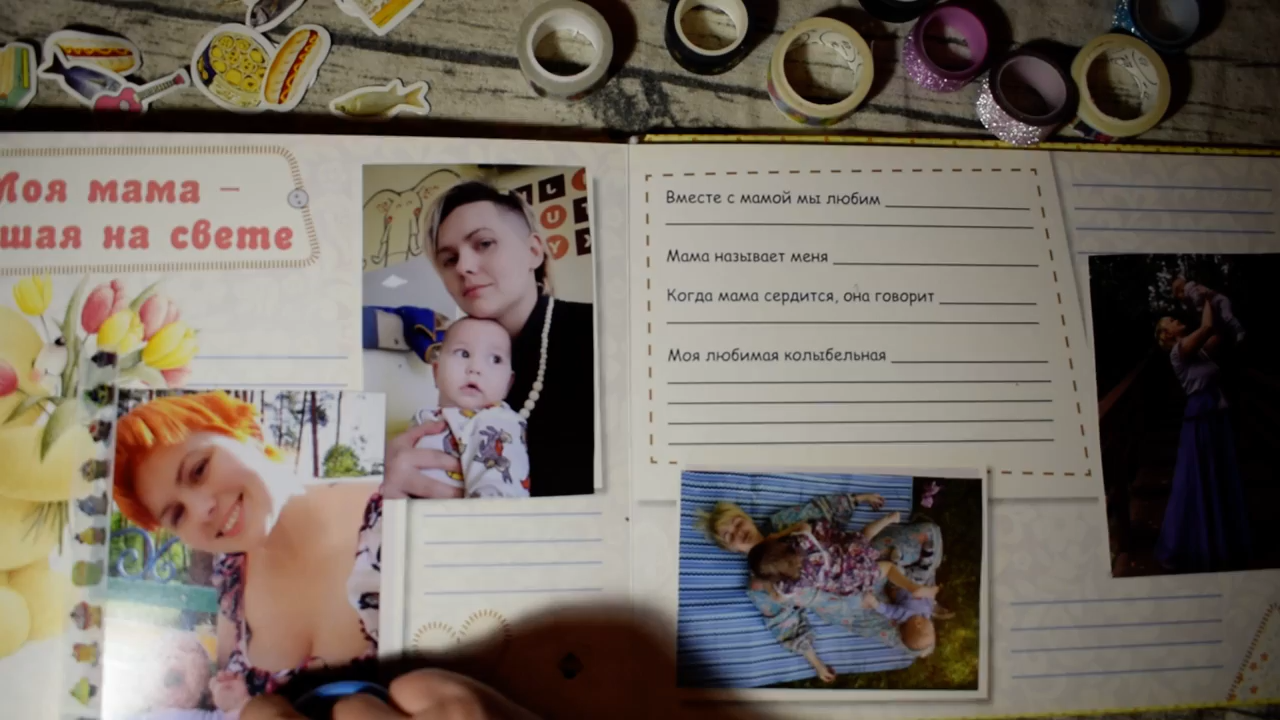 Моя мама –
шая на свете
Вместе с мамой мы любим
Мама называет меня
Когда мама сердится, она говорит
Моя любимая колыбельная